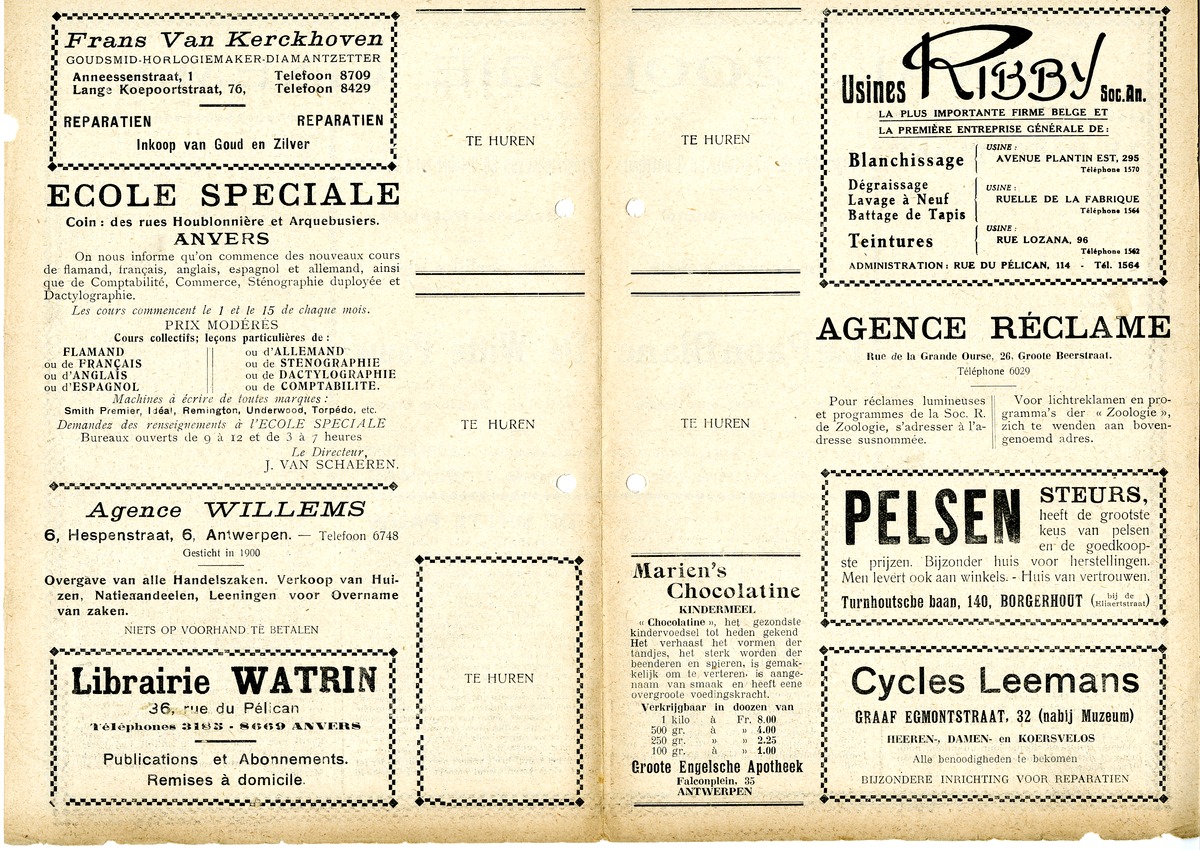 Frans Van Kerckhoven
GOUDSMID-HORLOGIEMAKER-DIAMANTZETTER
Anneessenstraat, 1 Telefoon 8709
Lange Koepoortstraat, 76, Telefoon 8429
REPARATIEN REPARATIEN
Inkoop van Goud en Zilver
ECOLE SPECIALE
Coin : des rues Houblonnière et Arquebusiers.
ANVERS
On nous informe qu'on commence des nouveaux cours
de flamand, français, anglais, espagnol et allemand, ainsi
que de Comptabilité, Commerce, Sténographie duployée et
Dactylographie.
Les cours commencent le 1 et le 15 de chaque mois.
PRIX MODÉRÉS
Cours collectifs; leçons particulières de :
FLAMAND ou d'ALLEMAND
ou de FRANÇAIS ou de STENOGRAPHIE
ou d'ANGLAIS ou de DACTYLOGRAPHIE
ou d'ESPAGNOL ou de COMPTABILITE.
Machines à écrire de toutes marques :
Smith Premier, Idéal, Remington, Underwood, Torpédo, etc.
Demandez des renseignements à l'ECOLE SPECIALE
Bureaux ouverts de 9 à 12 et de 3 à 7 heures
Le Directeur,
J. VAN SCHAEREN.
Agence WILLEMS
6, Hespenstraat, 6, Antwerpen. — Telefoon 6748
Gesticht in 1900
Overgave van alle Handelszaken. Verkoop van Hui-
zen, Natieaandeelen, Leeningen voor Overname
van zaken.
NIETS OP VOORHAND TE BETALEN
Librairie WATRIN
36, rue du Pélican
Téléphones 3185 - 8669 ANVERS
Publications et Abonnements.
Remises à domicile.
TE HUREN
TE HUREN
TE HUREN
TE HUREN
TE HUREN
Marien's
Chocolatine
KINDERMEEL
« Chocolatine », het gezondste
kindervoedsel tot heden gekend
Het verhaast het vormen der
tandjes, het sterk worden der
beenderen en spieren, is gemak-
kelijk om te verteren, is aange-
naam van smaak en heeft eene
overgroote voedingskracht.
Verkrijgbaar in doozen van
1 kilo à Fr. 8.00
500 gr. à » 4.00
250 gr. » » 2.25
100 gr. à » 1.00
Groote Engelsche Apotheek
Falconplein, 35
ANTWERPEN
Usines RIBBY Soc.An.
LA PLUS IMPORTANTE FIRME BELGE ET
LA PREMIÈRE ENTREPRISE GÉNÉRALE DE:
USINE :
Blanchissage AVENUE PLANTIN EST, 295
Téléphone 1570
Dégraissage USINE :
Lavage à Neuf RUELLE DE LA FABRIQUE
Battage de Tapis Téléphone 1564
USINE :
Teintures RUE LOZANA, 96
Téléphone 1562
ADMINISTRATION: RUE DU PÉLICAN, 114 - Tél. 1564
AGENCE RÉCLAME
Rue de la Grande Ourse, 26, Groote Beerstraat.
Téléphone 6029
Pour réclames lumineuses
et programmes de la Soc. R.
de Zoologie, s'adresser à l'a-
dresse susnommée.
Voor lichtreklamen en pro-
gramma's der « Zoologie »,
zich te wenden aan boven-
genoemd adres.
PELSEN STEURS,
heeft de grootste
keus van pelsen
en de goedkoop-
ste prijzen. Bijzonder huis voor herstellingen.
Men levert ook aan winkels. - Huis van vertrouwen.
Turnhoutsche baan, 140, BORGERHOUT (bij de
Cycles Leemans
GRAAF EGMONTSTRAAT, 32 (nabij Muzeum)
HEEREN-, DAMEN- en KOERSVELOS
Alle benoodigheden te bekomen
BIJZONDERE INRICHTING VOOR REPARATIEN